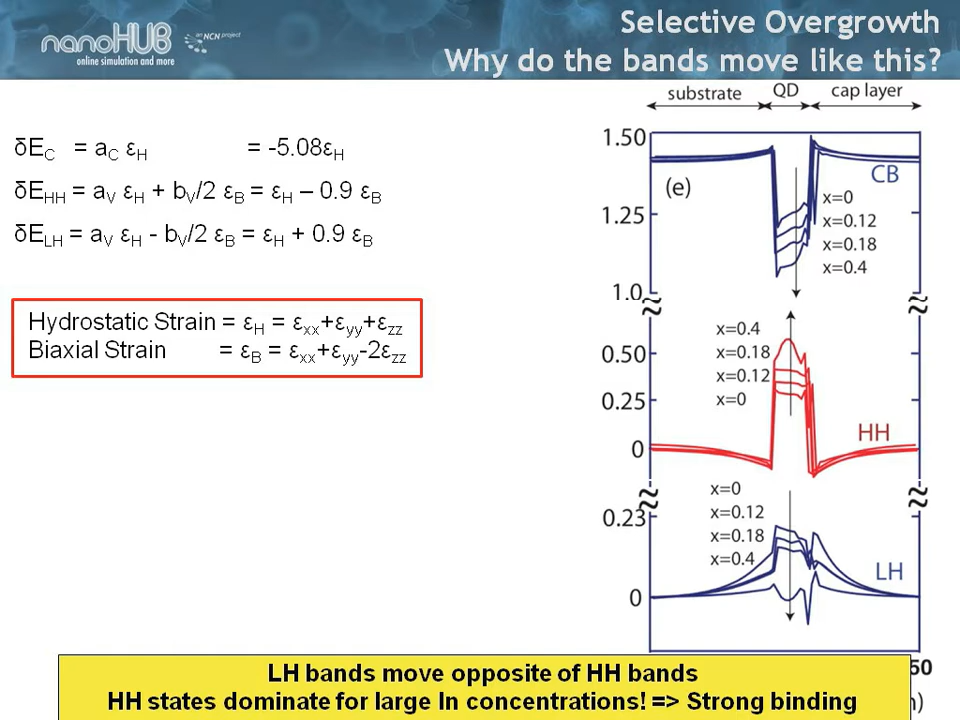 nanoHUB
an NCN project
online simulation and more
Selective Overgrowth
Why do the bands move like this?
δE_C = a_C ε_H = -5.08ε_H
δE_HH = a_V ε_H + b_V/2 ε_B = ε_H – 0.9 ε_B
δE_LH = a_V ε_H - b_V/2 ε_B = ε_H + 0.9 ε_B
Hydrostatic Strain = ε_H = ε_xx+ε_yy+ε_zz
Biaxial Strain = ε_B = ε_xx+ε_yy-2ε_zz
substrate QD cap layer
1.50
(e)
CB
x=0
1.25
x=0.12
x=0.18
x=0.4
1.0
x=0.4
0.50
x=0.18
x=0.12
0.25
x=0
HH
0
x=0
0.23
x=0.12
x=0.18
x=0.4
LH
0
50
LH bands move opposite of HH bands
HH states dominate for large In concentrations! => Strong binding